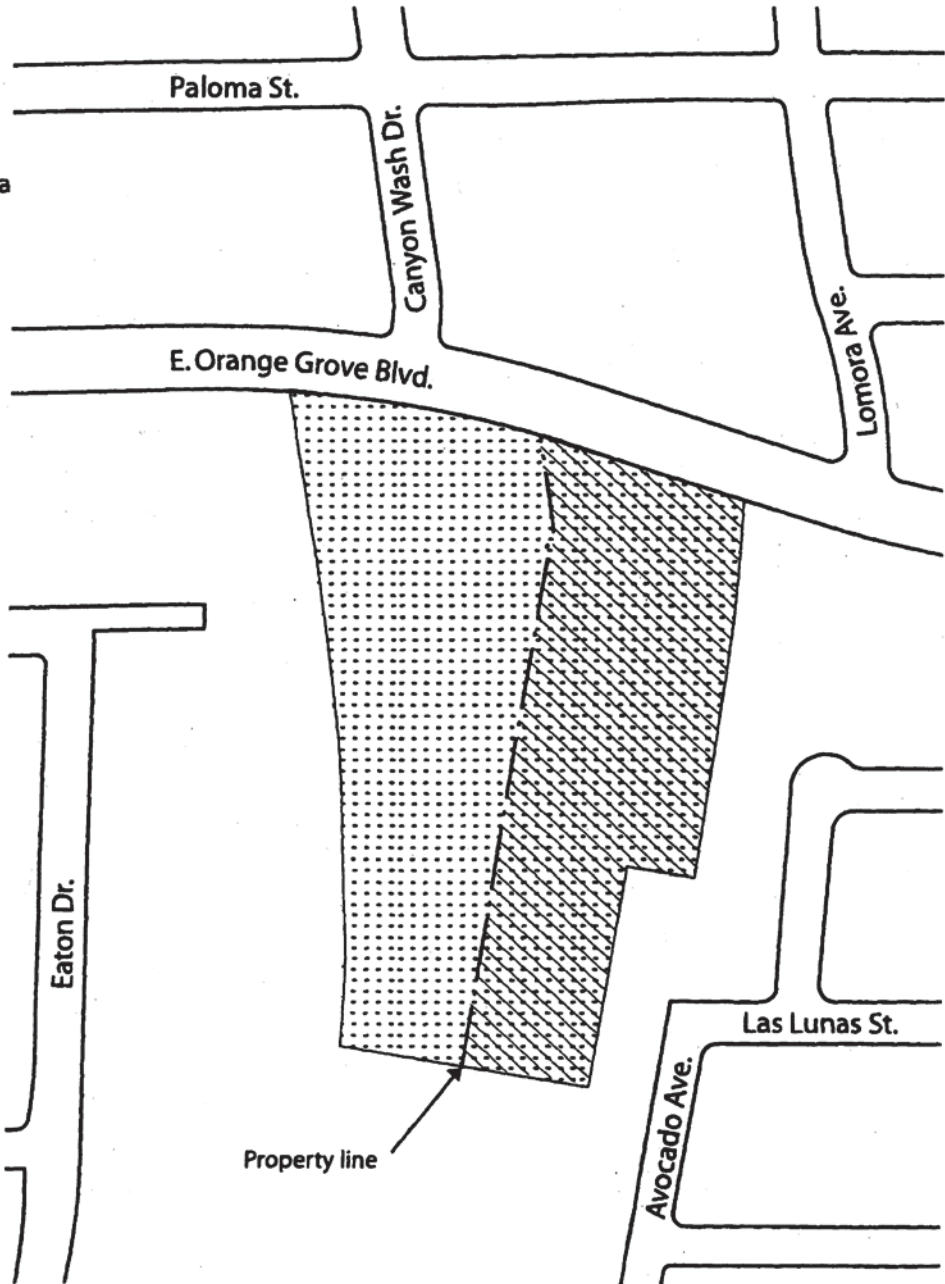 Paloma St.
Canyon Wash Dr.
a
E. Orange Grove Blvd.
Lomora Ave.
Eaton Dr.
Las Lunas St.
Avocado Ave.
Property line